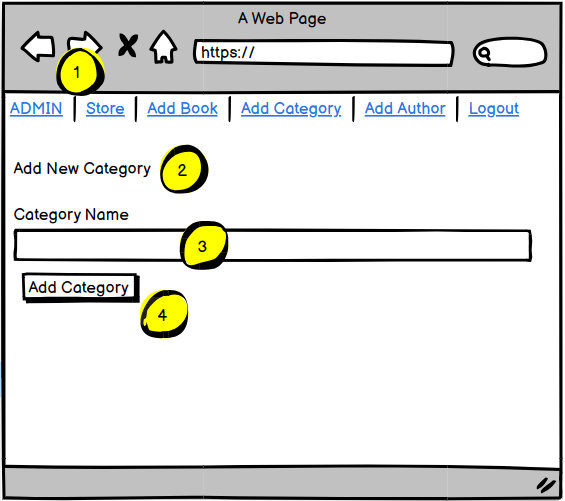 A Web Page
https://
1
ADMIN Store Add Book Add Category Add Author Logout
Add New Category 2
Category Name
3
Add Category
4